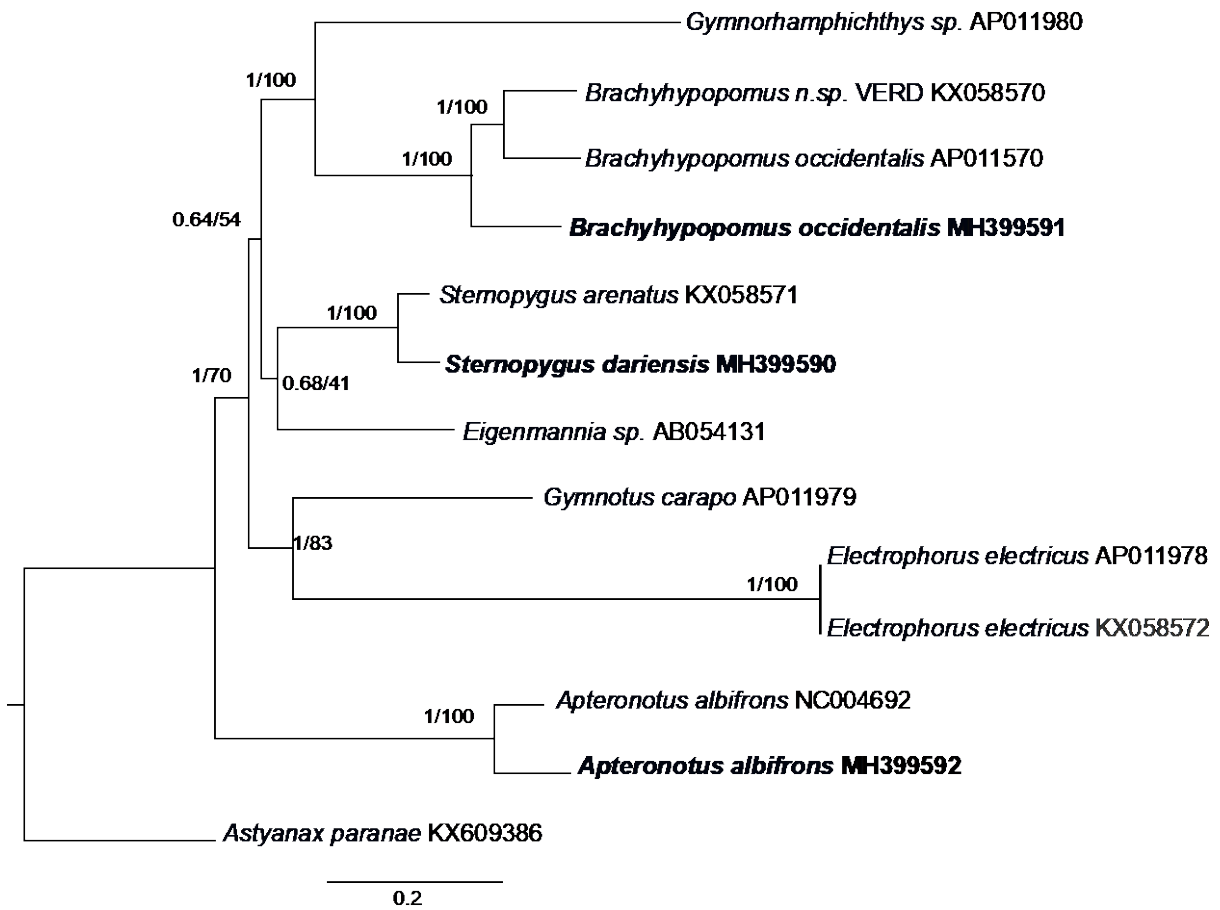 Gymnorhamphichthys sp. AP011980
1/100
Brachyhypopomus n.sp. VERD KX058570
1/100
1/100
Brachyhypopomus occidentalis AP011570
0.64/54
Brachyhypopomus occidentalis MH399591
Sternopygus arenatus KX058571
1/100
Sternopygus dariensis MH399590
1/70
0.68/41
Eigenmannia sp. AB054131
Gymnotus carapo AP011979
1/83
Electrophorus electricus AP011978
1/100
Electrophorus electricus KX058572
Apteronotus albifrons NC004692
1/100
Apteronotus albifrons MH399592
Astyanax paranae KX609386
0.2